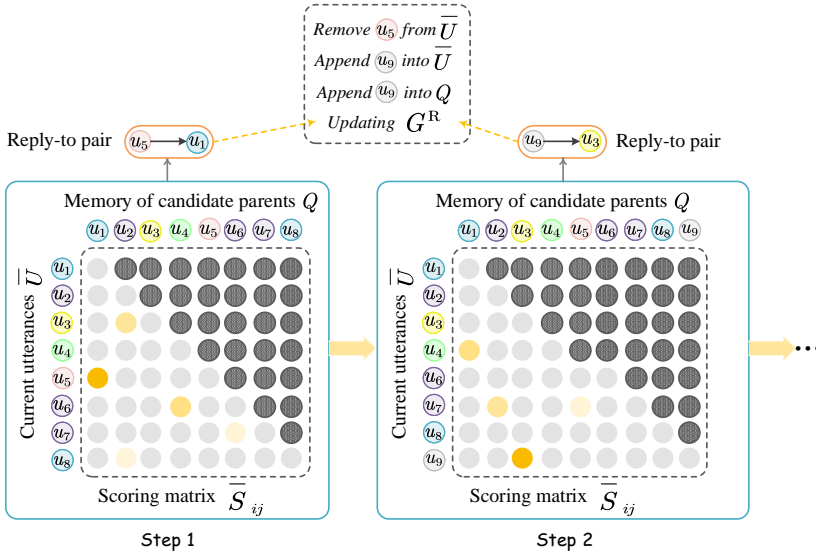 Remove u₅ from U̅
Append u₉ into U̅
Append u₉ into Q
Updating Gᴿ
Reply-to pair u₅ u₁
u₉ u₃ Reply-to pair
Memory of candidate parents Q
u₁ u₂ u₃ u₄ u₅ u₆ u₇ u₈
Current utterances U̅
u₁
u₂
u₃
u₄
u₅
u₆
u₇
u₈
Scoring matrix S̅ᵢⱼ
Step 1
Memory of candidate parents Q
u₁ u₂ u₃ u₄ u₅ u₆ u₇ u₈ u₉
Current utterances U̅
u₁
u₂
u₃
u₄
u₆
u₇
u₈
u₉
Scoring matrix S̅ᵢⱼ
Step 2
...